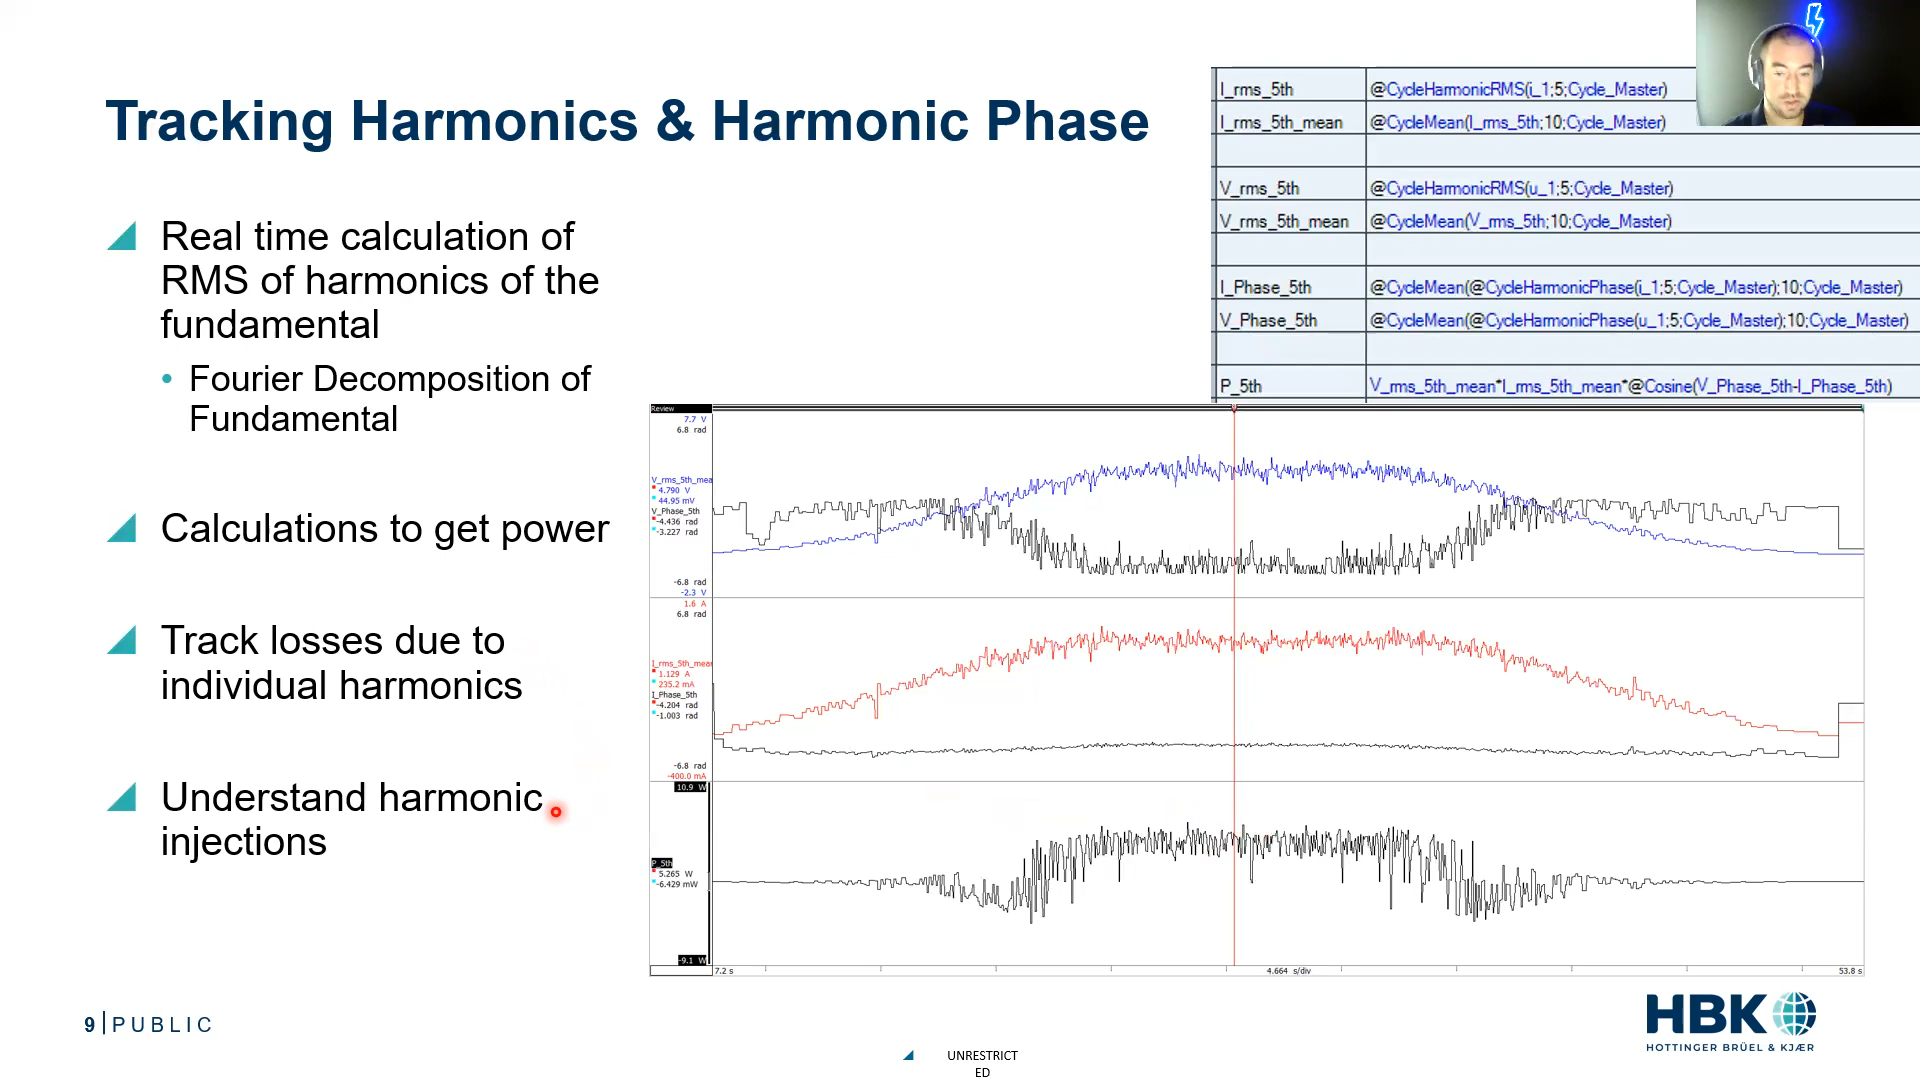 Tracking Harmonics & Harmonic Phase
Real time calculation of
RMS of harmonics of the
fundamental
Fourier Decomposition of
Fundamental
Calculations to get power
Track losses due to
individual harmonics
Understand harmonic
injections
I_rms_5th @CycleHarmonicRMS(i_1;5;Cycle_Master)
I_rms_5th_mean @CycleMean(I_rms_5th;10;Cycle_Master)
V_rms_5th @CycleHarmonicRMS(u_1;5;Cycle_Master)
V_rms_5th_mean @CycleMean(V_rms_5th;10;Cycle_Master)
I_Phase_5th @CycleMean(@CycleHarmonicPhase(i_1;5;Cycle_Master);10;Cycle_Master)
V_Phase_5th @CycleMean(@CycleHarmonicPhase(u_1;5;Cycle_Master);10;Cycle_Master)
P_5th V_rms_5th_mean*I_rms_5th_mean*@Cosine(V_Phase_5th-I_Phase_5th)
Review
7.7 V
6.8 rad
V_rms_5th_mea
4.790 V
44.95 mV
V_Phase_5th
-4.436 rad
-3.227 rad
-6.8 rad
-2.3 V
1.6 A
6.8 rad
I_rms_5th_mea
1.129 A
235.2 mA
I_Phase_5th
-4.204 rad
-1.003 rad
-6.8 rad
-400.0 mA
10.9 W
P_5th
5.265 W
-6.429 mW
-9.1 W
7.2 s 4.664 s/div 53.8 s
9 | PUBLIC
UNRESTRICT
ED
HBK
HOTTINGER BRÜEL & KJÆR